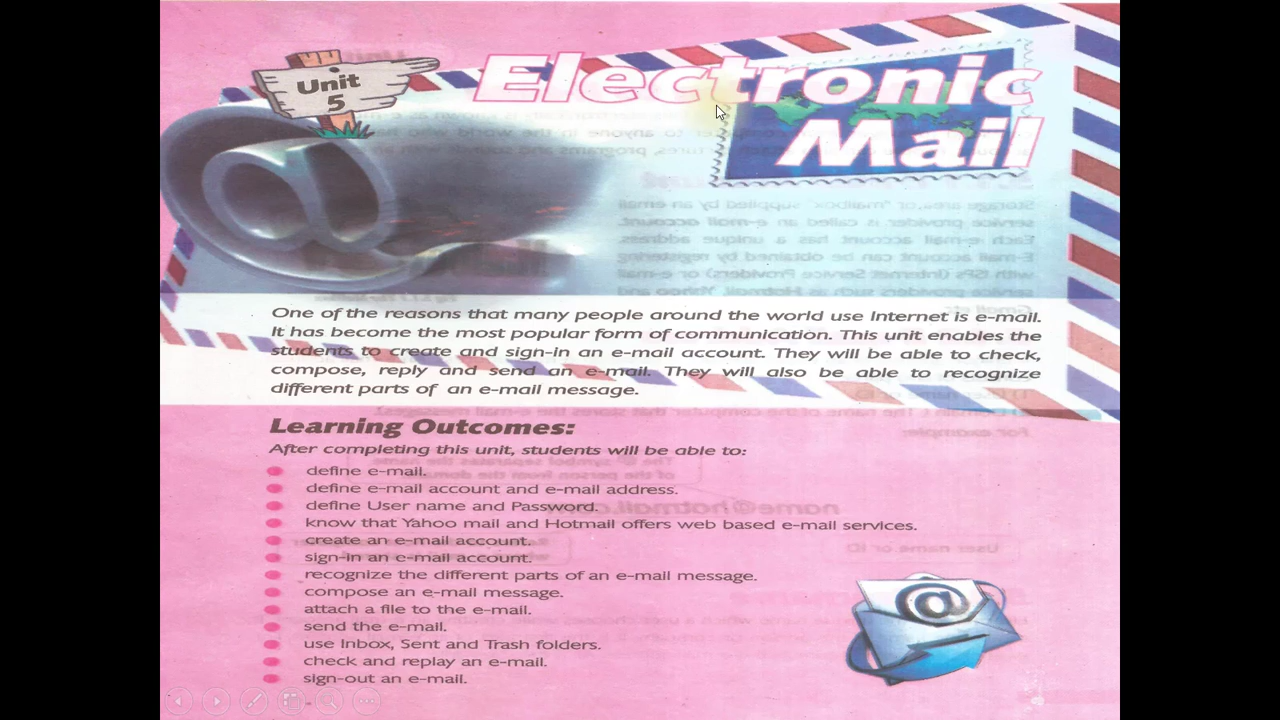 Unit
5
Electronic
Mail
One of the reasons that many people around the world use Internet is e-mail.
It has become the most popular form of communication. This unit enables the
students to create and sign-in an e-mail account. They will be able to check,
compose, reply and send an e-mail. They will also be able to recognize
different parts of an e-mail message.
Learning Outcomes:
After completing this unit, students will be able to:
define e-mail.
define e-mail account and e-mail address.
define User name and Password.
know that Yahoo mail and Hotmail offers web based e-mail services.
create an e-mail account.
sign-in an e-mail account.
recognize the different parts of an e-mail message.
compose an e-mail message.
attach a file to the e-mail.
send the e-mail.
use Inbox, Sent and Trash folders.
check and replay an e-mail.
sign-out an e-mail.